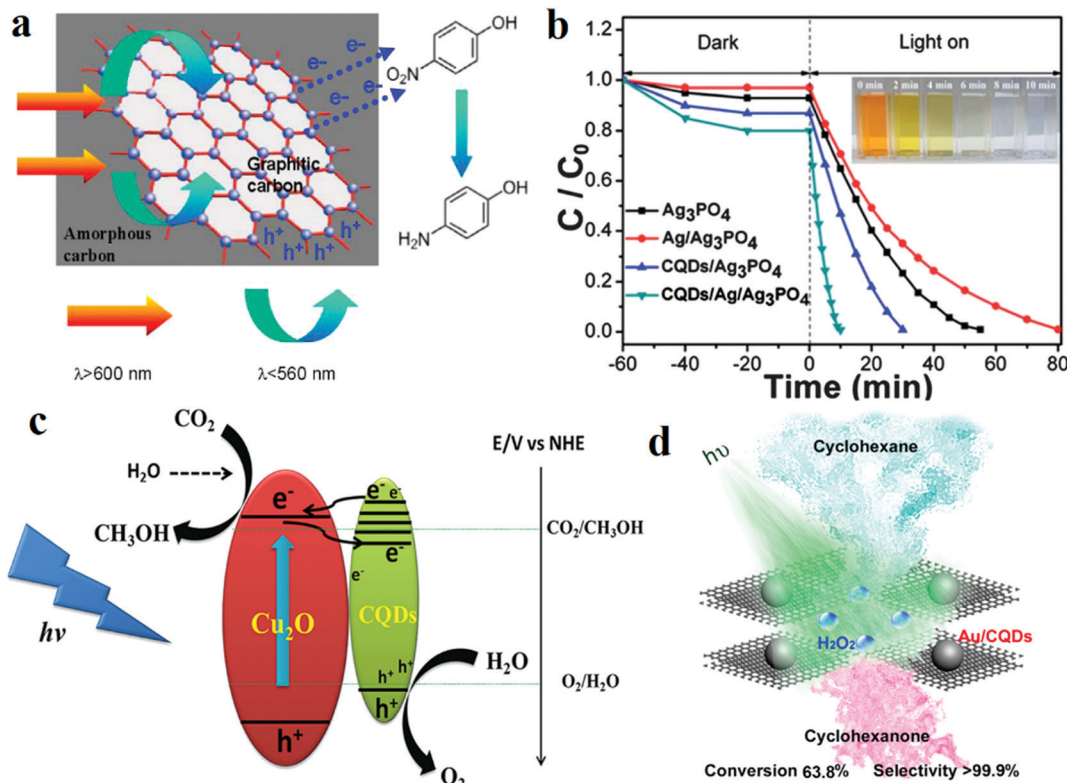 a
e-
e-
e-
e-
O₂N
OH
Graphitic
carbon
h+
h+ h+ h+
Amorphous
carbon
H₂N
OH
λ>600 nm
λ<560 nm
b
Dark
Light on
0 min 2 min 4 min 6 min 8 min 10 min
C / C₀
1.0
0.8
0.6
0.4
0.2
0.0
Ag₃PO₄
Ag/Ag₃PO₄
CQDs/Ag₃PO₄
CQDs/Ag/Ag₃PO₄
-60 -40 -20 0 20 40 60 80
Time (min)
c
CO₂
H₂O
CH₃OH
hν
e-
Cu₂O
h+
e- e-
e-
e-
CQDs
h+ h+
h+
H₂O
O₂
E/V vs NHE
CO₂/CH₃OH
O₂/H₂O
d
hυ
Cyclohexane
H₂O₂
Au/CQDs
Cyclohexanone
Conversion 63.8% Selectivity >99.9%